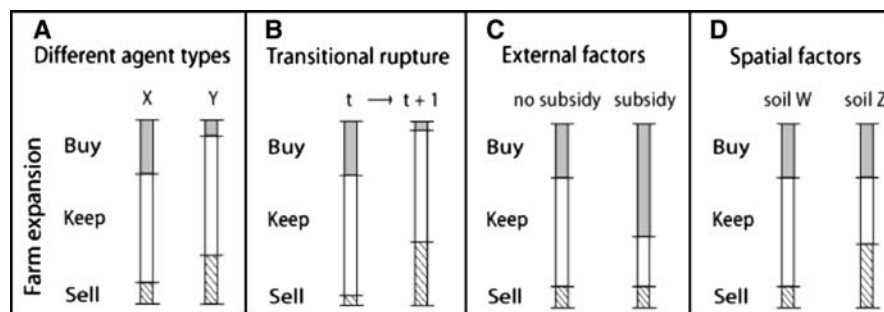 A
Different agent types
X Y
Farm expansion
Buy
Keep
Sell
B
Transitional rupture
t → t + 1
Buy
Keep
Sell
C
External factors
no subsidy subsidy
Buy
Keep
Sell
D
Spatial factors
soil W soil Z
Buy
Keep
Sell